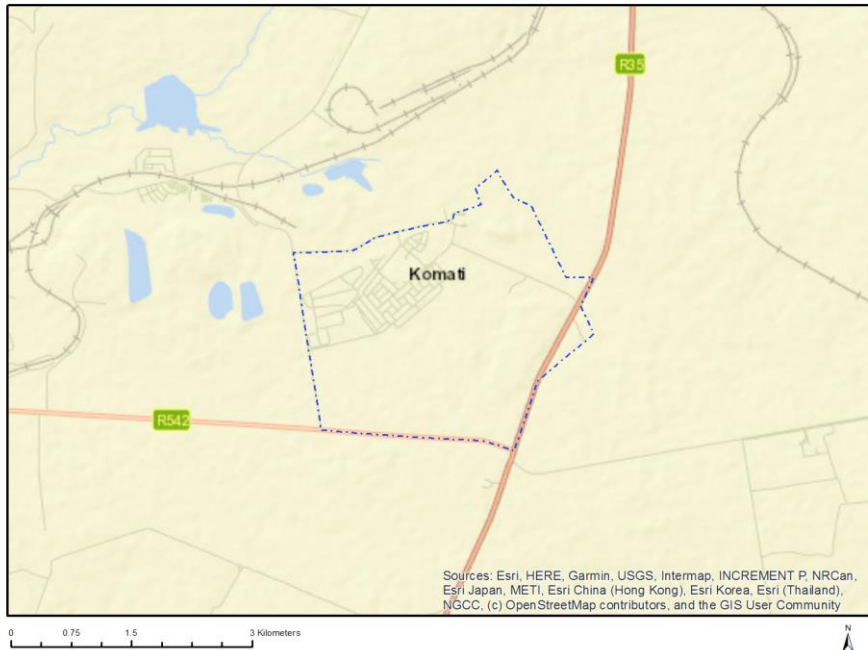 R35
Komati
R542
Sources: Esri, HERE, Garmin, USGS, Intermap, INCREMENT P, NRCan,
Esri Japan, METI, Esri China (Hong Kong), Esri Korea, Esri (Thailand),
NGCC, (c) OpenStreetMap contributors, and the GIS User Community
0 0.75 1.5 3 Kilometers
N